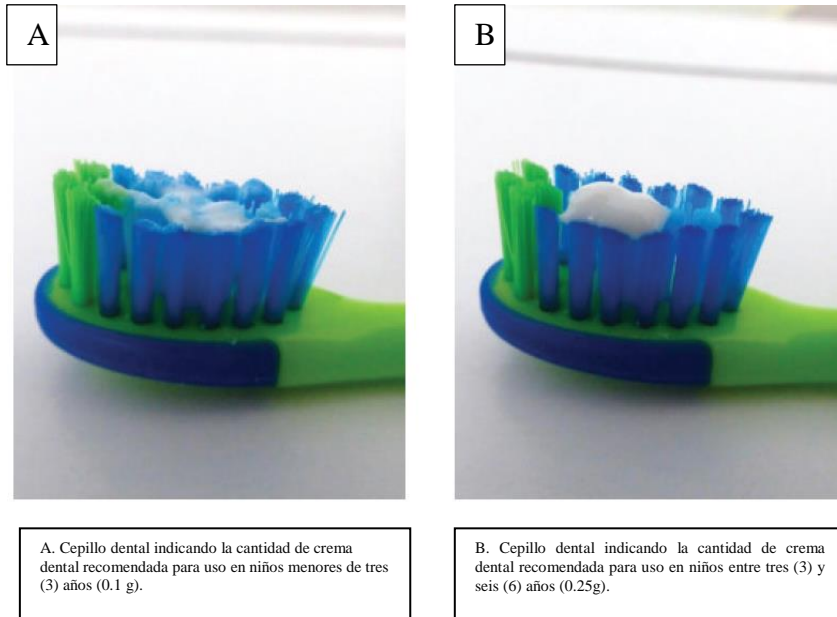 A
B
A. Cepillo dental indicando la cantidad de crema
dental recomendada para uso en niños menores de tres
(3) años (0.1 g).
B. Cepillo dental indicando la cantidad de crema
dental recomendada para uso en niños entre tres (3) y
seis (6) años (0.25g).